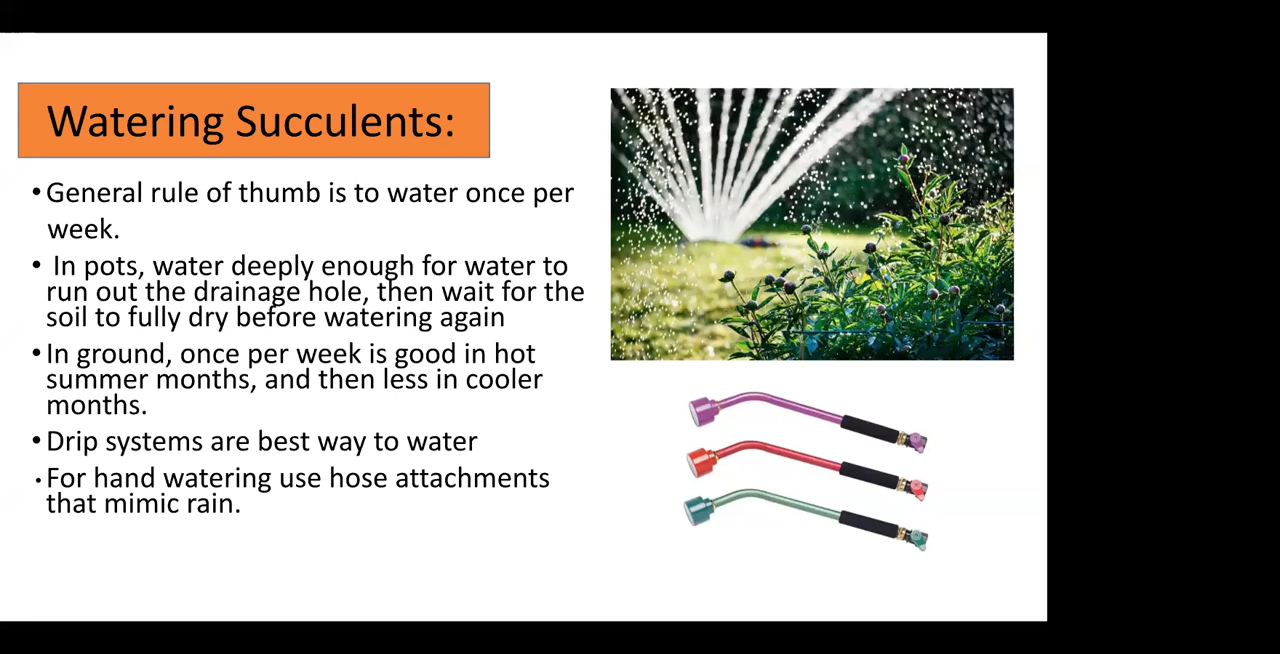 Watering Succulents:
•General rule of thumb is to water once per
week.
• In pots, water deeply enough for water to
run out the drainage hole, then wait for the
soil to fully dry before watering again
•In ground, once per week is good in hot
summer months, and then less in cooler
months.
•Drip systems are best way to water
•For hand watering use hose attachments
that mimic rain.